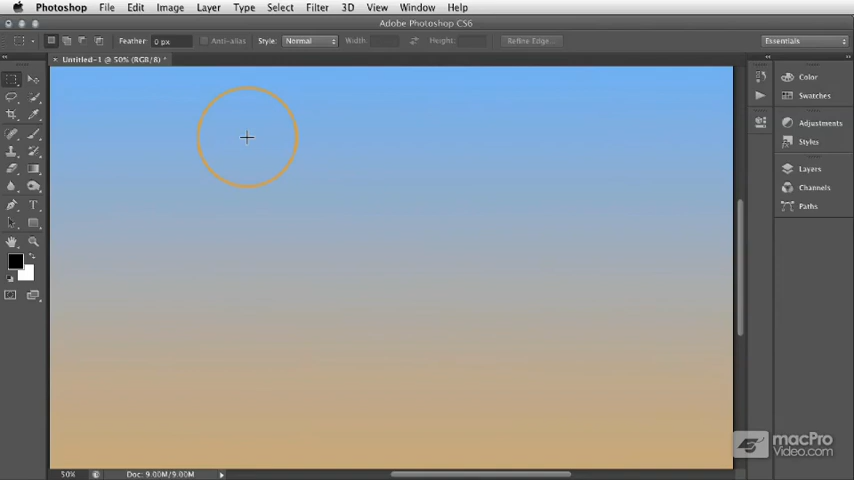 Photoshop File Edit Image Layer Type Select Filter 3D View Window Help
Adobe Photoshop CS6
Feather: 0 px Anti-alias Style: Normal Width: Height: Refine Edge... Essentials
Untitled-1 @ 50% (RGB/8) *
Color
Swatches
Adjustments
Styles
Layers
Channels
Paths
macPro
Video.com
50% Doc: 9.00M/9.00M